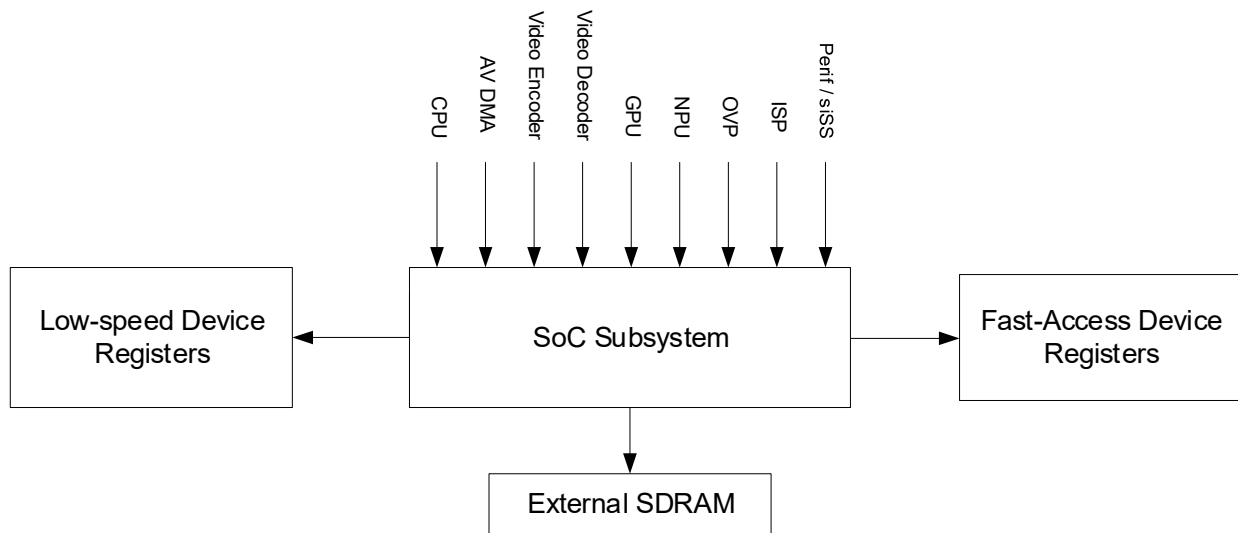 CPU
AV DMA
Video Encoder
Video Decoder
GPU
NPU
OVP
ISP
Perif / siSS
Low-speed Device
Registers
SoC Subsystem
Fast-Access Device
Registers
External SDRAM